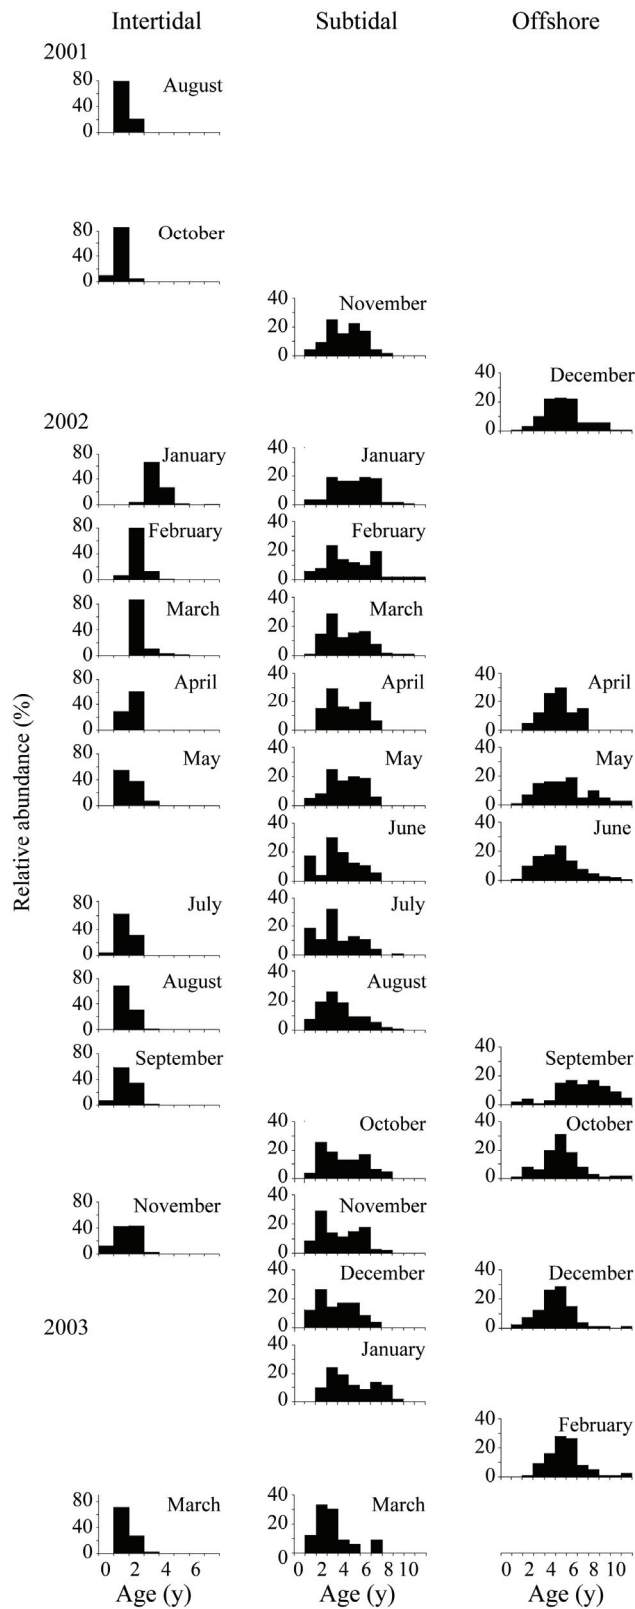 Intertidal Subtidal Offshore
2001
80 August
40
0
80 October
40
0
40 November
20
0
40 December
20
0
2002
80 January 40 January
40 20
0 0
80 February 40 February
40 20
0 0
80 March 40 March
40 20
0 0
80 April 40 April 40 April
40 20 20
0 0 0
80 May 40 May 40 May
40 20 20
0 0 0
40 June 40 June
20 20
0 0
80 July 40 July
40 20
0 0
80 August 40 August
40 20
0 0
80 September 40 September
40 20
0 0
40 October 40 October
20 20
0 0
80 November 40 November
40 20
0 0
40 December 40 December
20 20
0 0
2003
40 January
20
0
40 February
20
0
80 March 40 March
40 20
0 0
0 2 4 6 0 2 4 6 8 10 0 2 4 6 8 10
Age (y) Age (y) Age (y)
Relative abundance (%)